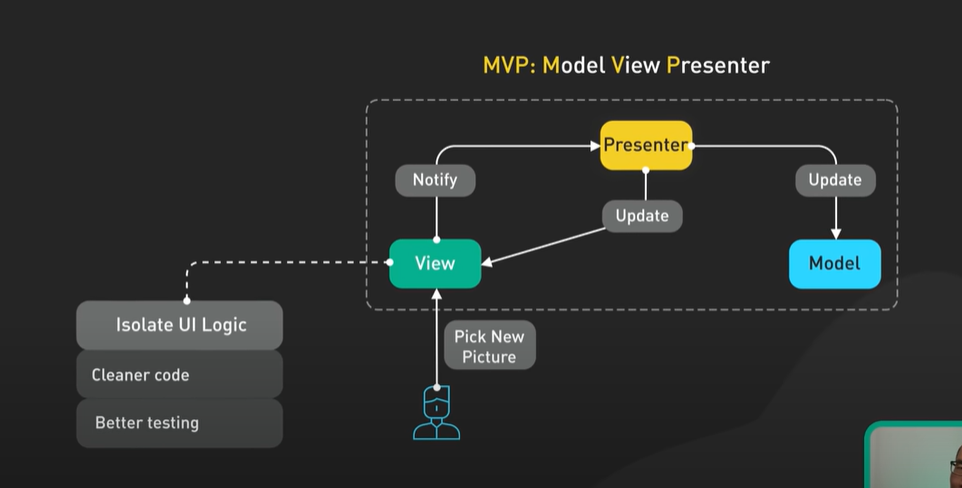 MVP: Model View Presenter
Presenter
Notify
Update
Update
View
Model
Isolate UI Logic
Pick New
Picture
Cleaner code
Better testing